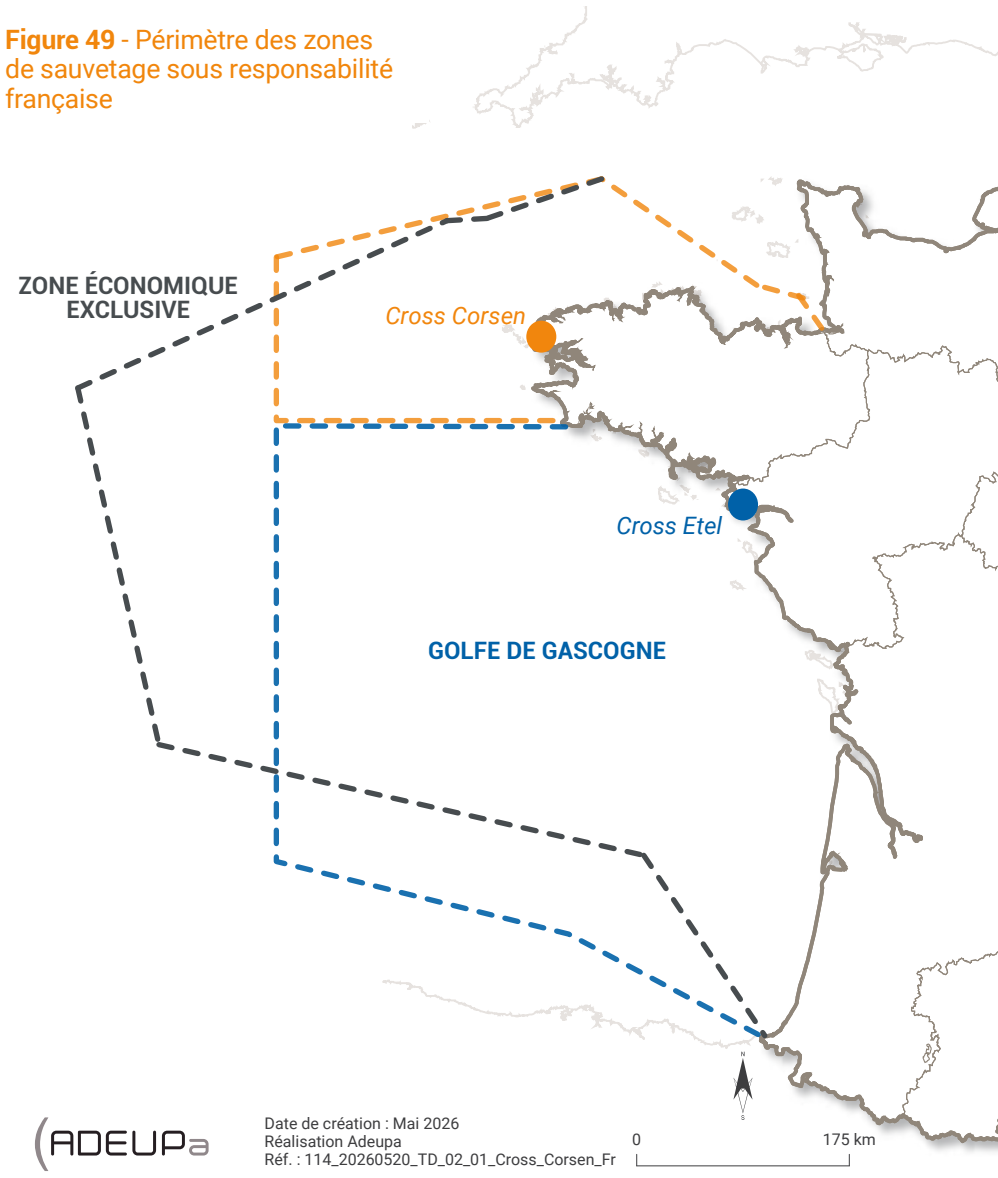 Figure 49 - Périmètre des zones
de sauvetage sous responsabilité
française
ZONE ÉCONOMIQUE
EXCLUSIVE
Cross Corsen
Cross Etel
GOLFE DE GASCOGNE
N
S
ADEUPa
Date de création : Mai 2026
Réalisation Adeupa
Réf. : 114_20260520_TD_02_01_Cross_Corsen_Fr
0 175 km